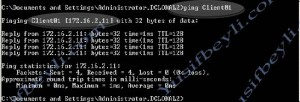 C:\Documents and Settings\Administrator.DCLON01.2>ping Client01
Pinging Client01 [172.16.2.11] with 32 bytes of data:
Reply from 172.16.2.11: bytes=32 time<1ms TTL=128
Reply from 172.16.2.11: bytes=32 time=1ms TTL=128
Reply from 172.16.2.11: bytes=32 time<1ms TTL=128
Reply from 172.16.2.11: bytes=32 time<1ms TTL=128
Ping statistics for 172.16.2.11:
Packets: Sent = 4, Received = 4, Lost = 0 (0% loss),
Approximate round trip times in milli-seconds:
Minimum = 0ms, Maximum = 1ms, Average = 0ms
C:\Documents and Settings\Administrator.